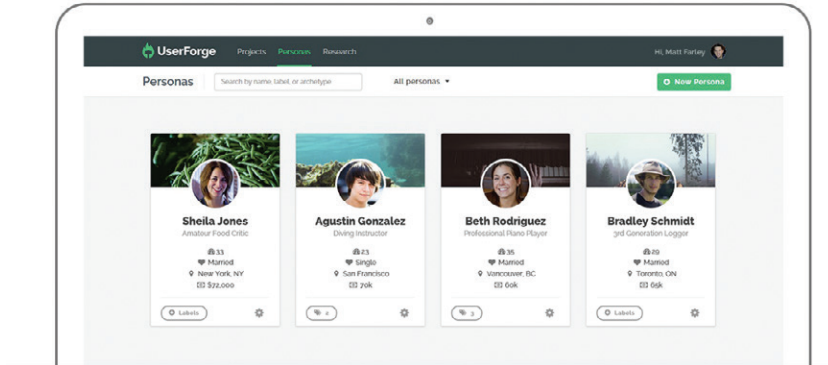 UserForge Projects Personas Research Hi, Matt Farley
Personas Search by name, label, or archetype All personas New Persona
Sheila Jones
Amateur Food Critic
33
Married
New York, NY
$72,000
Labels
Agustin Gonzalez
Diving Instructor
23
Single
San Francisco
70k
2
Beth Rodriguez
Professional Piano Player
35
Married
Vancouver, BC
60k
3
Bradley Schmidt
3rd Generation Logger
29
Married
Toronto, ON
65k
Labels